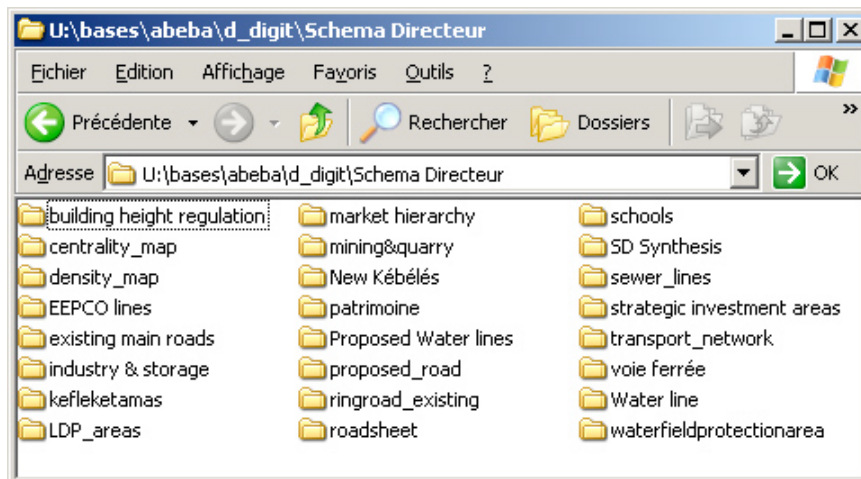 U:\bases\abeba\d_digit\Schema Directeur
Fichier Edition Affichage Favoris Outils ?
Précédente Rechercher Dossiers »
Adresse U:\bases\abeba\d_digit\Schema Directeur OK
building height regulation market hierarchy schools
centrality_map mining&quarry SD Synthesis
density_map New Kébélés sewer_lines
EEPCO lines patrimoine strategic investment areas
existing main roads Proposed Water lines transport_network
industry & storage proposed_road voie ferrée
kefleketamas ringroad_existing Water line
LDP_areas roadsheet waterfieldprotectionarea